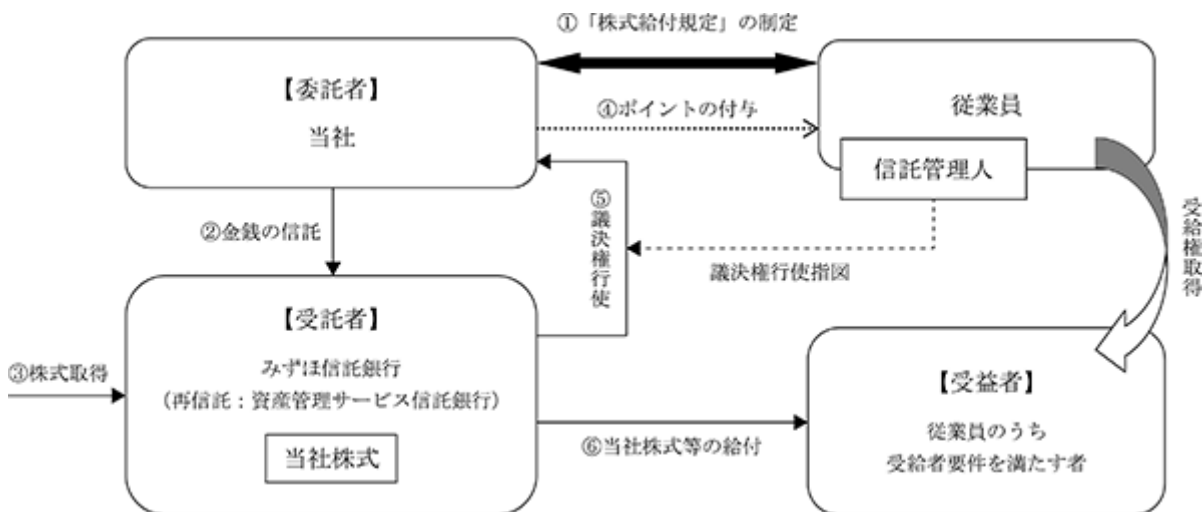 ①「株式給付規定」の制定
【委託者】
当社
従業員
④ポイントの付与
信託管理人
②金銭の信託
⑤議決権行使
議決権行使指図
受給権取得
【受託者】
みずほ信託銀行
(再信託：資産管理サービス信託銀行)
当社株式
③株式取得
⑥当社株式等の給付
【受益者】
従業員のうち
受給者要件を満たす者